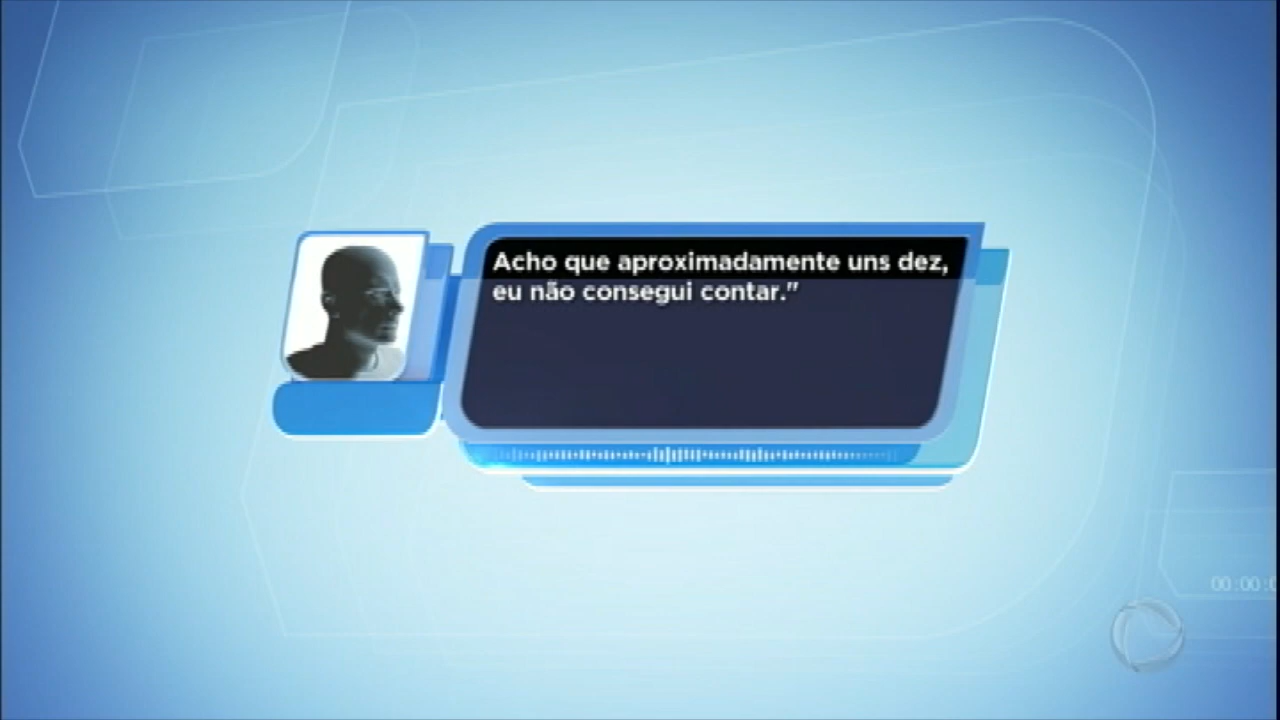 Acho que aproximadamente uns dez,
eu não consegui contar."
00:00:0